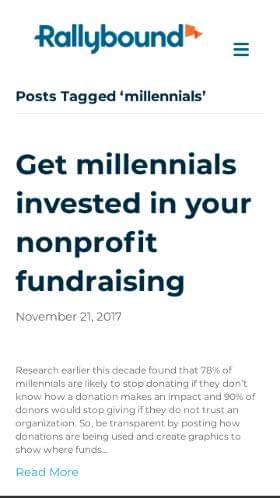 Rallybound
Posts Tagged ‘millennials’
Get millennials
invested in your
nonprofit
fundraising
November 21, 2017
Research earlier this decade found that 78% of
millennials are likely to stop donating if they don’t
know how a donation makes an impact and 90% of
donors would stop giving if they do not trust an
organization. So, be transparent by posting how
donations are being used and create graphics to
show where funds...
Read More